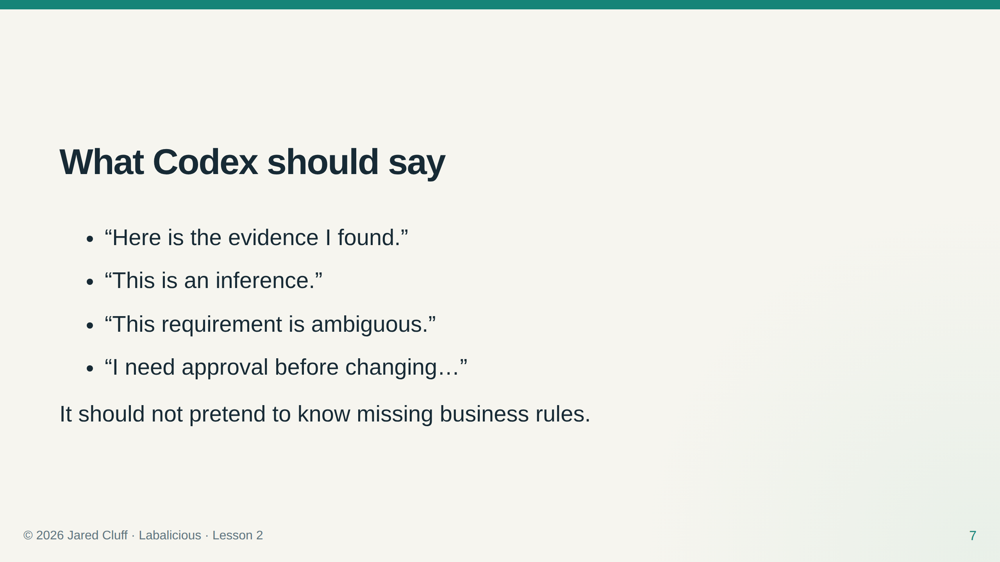 What Codex should say
• “Here is the evidence I found.”
• “This is an inference.”
• “This requirement is ambiguous.”
• “I need approval before changing…”
It should not pretend to know missing business rules.
© 2026 Jared Cluff · Labalicious · Lesson 2
7